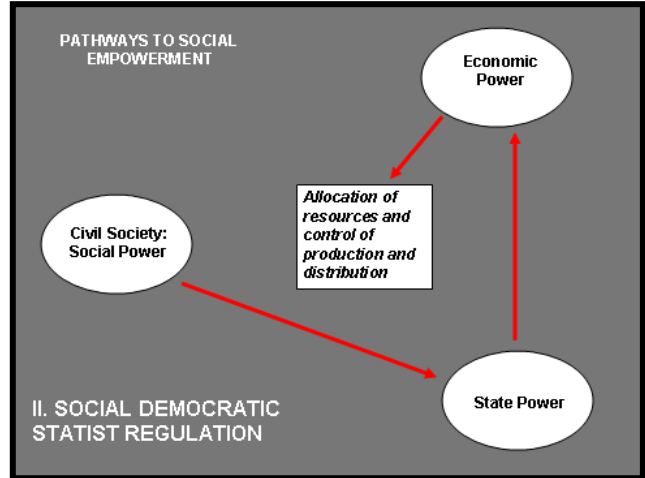 PATHWAYS TO SOCIAL
EMPOWERMENT
Economic
Power
Allocation of
resources and
control of
production and
distribution
Civil Society:
Social Power
State Power
II. SOCIAL DEMOCRATIC
STATIST REGULATION